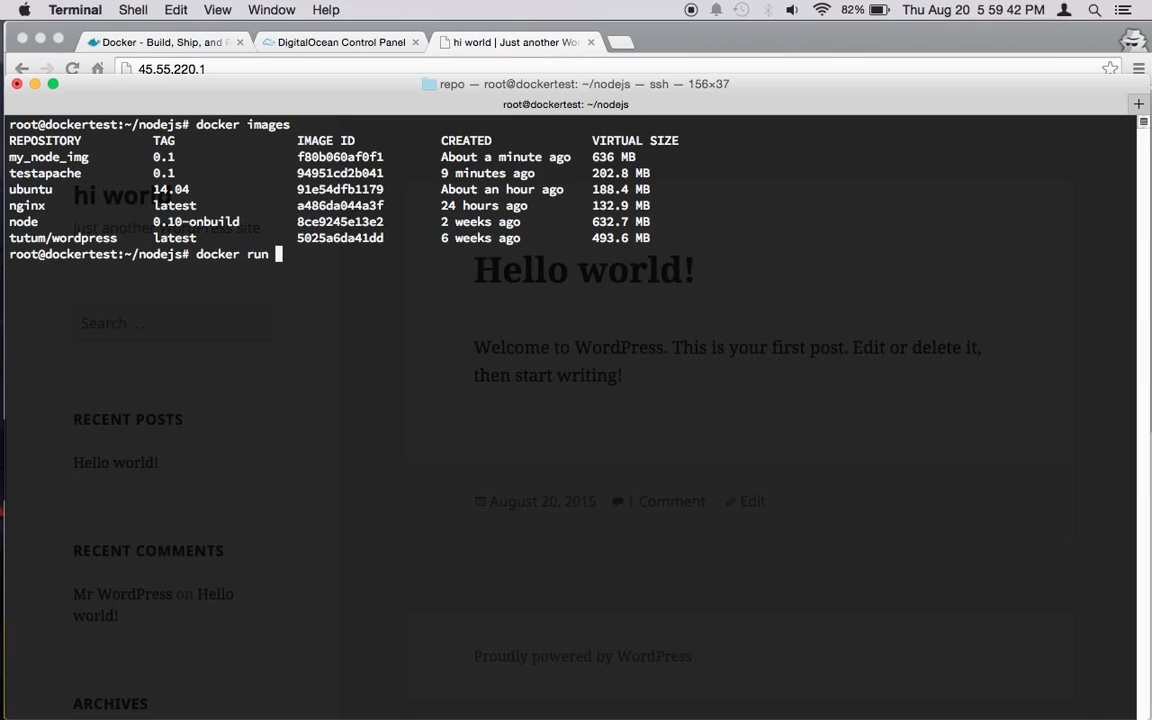 Terminal Shell Edit View Window Help 82% Thu Aug 20 5:59:42 PM
Docker - Build, Ship, and R DigitalOcean Control Panel hi world | Just another Wor
45.55.220.1
repo — root@dockertest: ~/nodejs — ssh — 156×37
root@dockertest: ~/nodejs
root@dockertest:~/nodejs# docker images
REPOSITORY TAG IMAGE ID CREATED VIRTUAL SIZE
my_node_img 0.1 f80b060af0f1 About a minute ago 636 MB
testapache 0.1 94951cd2b041 9 minutes ago 202.8 MB
ubuntu 14.04 91e54dfb1179 About an hour ago 188.4 MB
nginx latest a486da044a3f 24 hours ago 132.9 MB
node 0.10-onbuild 8ce9245e13e2 2 weeks ago 632.7 MB
tutum/wordpress latest 5025a6da41dd 6 weeks ago 493.6 MB
root@dockertest:~/nodejs# docker run
hi world
Just another WordPress site
Search …
RECENT POSTS
Hello world!
RECENT COMMENTS
Mr WordPress on Hello
world!
ARCHIVES
Hello world!
Welcome to WordPress. This is your first post. Edit or delete it,
then start writing!
August 20, 2015 1 Comment Edit
Proudly powered by WordPress